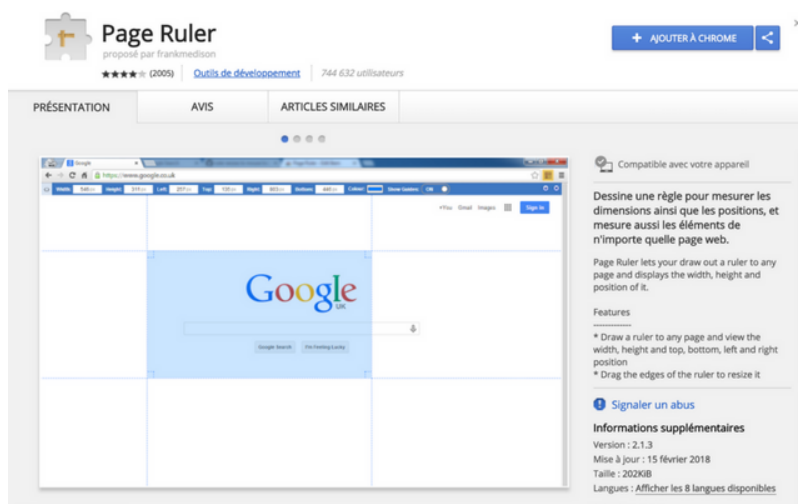 Page Ruler
proposé par frankmedison
(2005) Outils de développement 744 632 utilisateurs
+ AJOUTER À CHROME
PRÉSENTATION AVIS ARTICLES SIMILAIRES
Google
https://www.google.co.uk
Width: Height: Left: Top: Right: Bottom: Colour: Show Guides: ON
+You Gmail Images Sign in
Google
UK
Google Search I'm Feeling Lucky
Compatible avec votre appareil
Dessine une règle pour mesurer les
dimensions ainsi que les positions, et
mesure aussi les éléments de
n'importe quelle page web.
Page Ruler lets your draw out a ruler to any
page and displays the width, height and
position of it.
Features
----------------
* Draw a ruler to any page and view the
width, height and top, bottom, left and right
position
* Drag the edges of the ruler to resize it
Signaler un abus
Informations supplémentaires
Version : 2.1.3
Mise à jour : 15 février 2018
Taille : 202KiB
Langues : Afficher les 8 langues disponibles